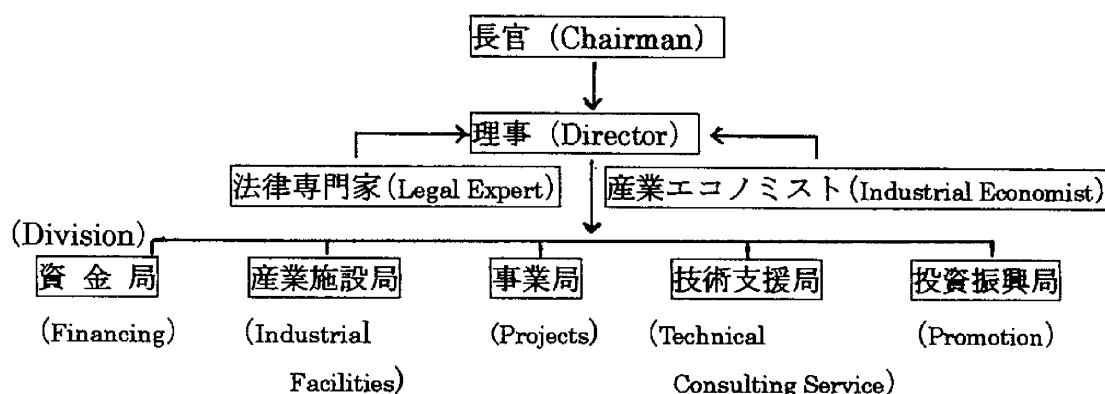 長官 (Chairman)
理事 (Director)
法律専門家 (Legal Expert) 産業エコノミスト (Industrial Economist)
(Division)
資金局 産業施設局 事業局 技術支援局 投資振興局
(Financing) (Industrial (Projects) (Technical (Promotion)
Facilities) Consulting Service)